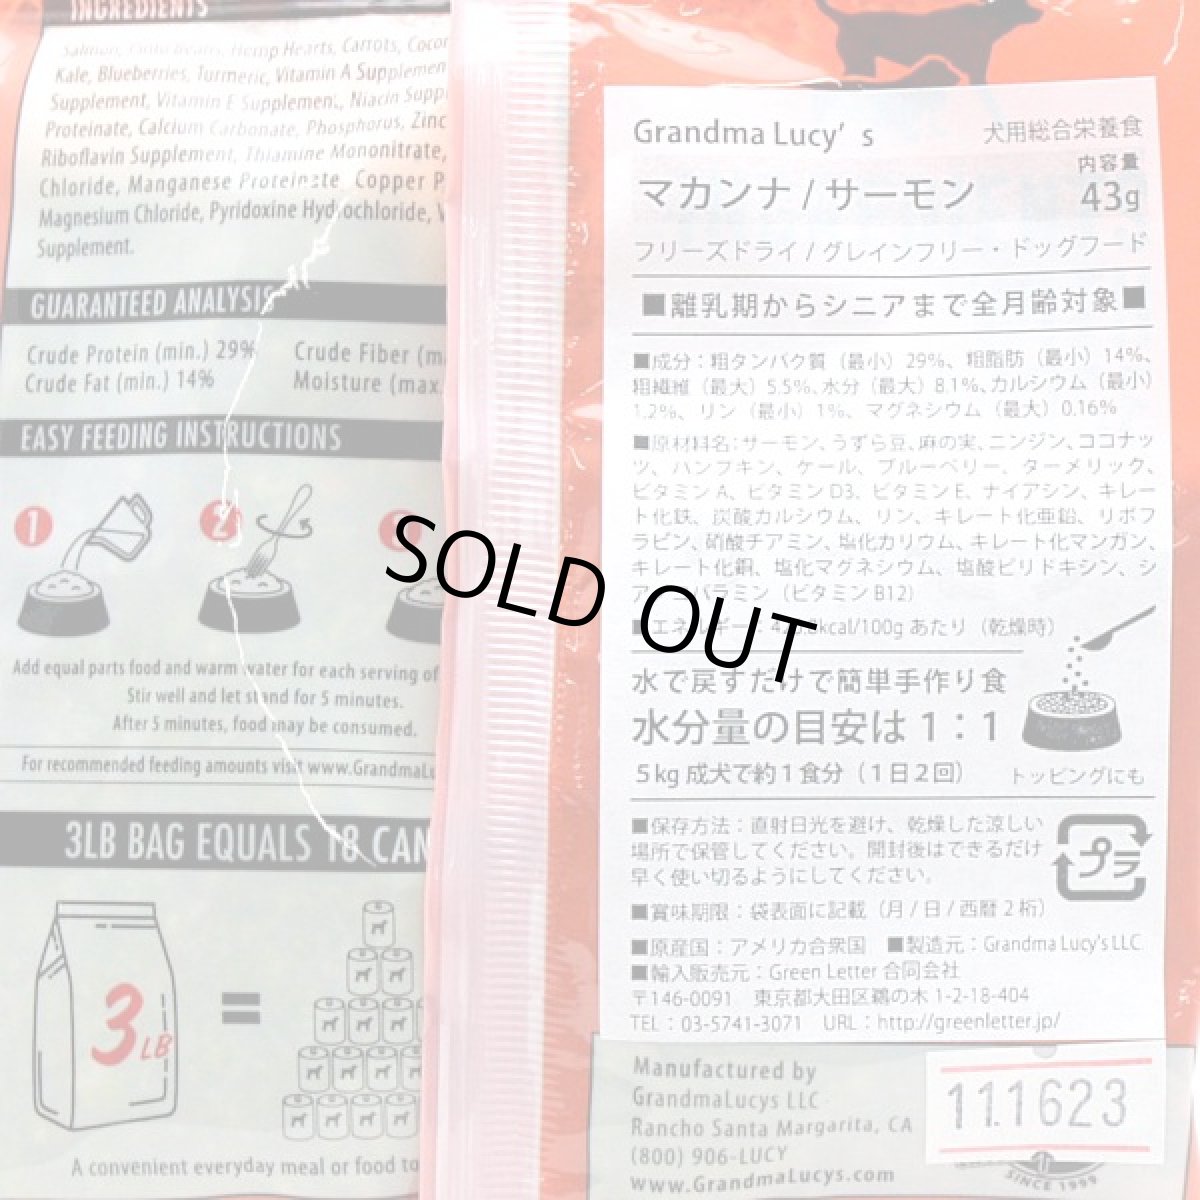 INGREDIENTS
Salmon, Hemp Hearts, Carrots,
Kale, Blueberries, Turmeric, Vitamin A Supplemen
Supplement, Vitamin E Supplement, Niacin Supp
Proteinate, Calcium Carbonate, Phosphorus, Zinc
Riboflavin Supplement, Thiamine Mononitrate,
Chloride, Manganese Proteinate Copper P
Magnesium Chloride, Pyridoxine Hydrochloride, V
Supplement.
GUARANTEED ANALYSIS
Crude Protein (min.) 29% Crude Fiber (m
Crude Fat (min.) 14% Moisture (max.
EASY FEEDING INSTRUCTIONS
1 2
Add equal parts food and warm water for each serving of
Stir well and let stand for 5 minutes.
After 5 minutes, food may be consumed.
For recommended feeding amounts visit www.GrandmaLu
3LB BAG EQUALS 18 CAN
3 LB =
A convenient everyday meal or food to
SOLD OUT
Grandma Lucy's 犬用総合栄養食
内容量
マカンナ / サーモン 43g
フリーズドライ / グレインフリー・ドッグフード
■離乳期からシニアまで全月齢対象■
■成分：粗タンパク質（最小）29%、粗脂肪（最小）14%、
粗繊維（最大）5.5%、水分（最大）8.1%、カルシウム（最小）
1.2%、リン（最小）1%、マグネシウム（最大）0.16%
■原材料名：サーモン、うずら豆、麻の実、ニンジン、ココナッ
ツ、パンプキン、ケール、ブルーベリー、ターメリック、
ビタミン A、ビタミン D3、ビタミン E、ナイアシン、キレー
ト化鉄、炭酸カルシウム、リン、キレート化亜鉛、リボフ
ラビン、硝酸チアミン、塩化カリウム、キレート化マンガン、
キレート化銅、塩化マグネシウム、塩酸ピリドキシン、シ
ア バラミン（ビタミン B12）
■エネルギー： kcal/100g あたり（乾燥時）
水で戻すだけで簡単手作り食
水分量の目安は 1：1
5kg 成犬で約1食分（1日2回） トッピングにも
■保存方法：直射日光を避け、乾燥した涼しい
場所で保管してください。開封後はできるだけ
早く使い切るようにしてください。
プラ
■賞味期限：袋表面に記載（月 / 日 / 西暦 2 桁）
■原産国：アメリカ合衆国 ■製造元：Grandma Lucy's LLC
■輸入販売元：Green Letter 合同会社
〒146-0091 東京都大田区鵜の木 1-2-18-404
TEL：03-5741-3071 URL：http://greenletter.jp/
Manufactured by
GrandmaLucys LLC
Rancho Santa Margarita, CA
(800) 906-LUCY
www.GrandmaLucys.com
11.1623
SINCE 1999